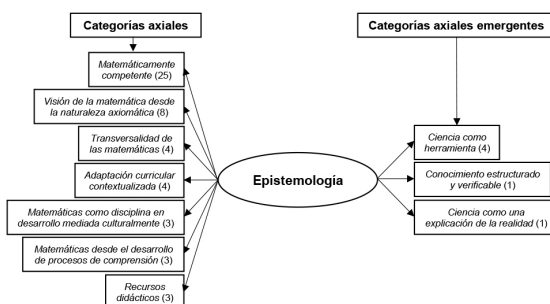 Categorías axiales
Matemáticamente
competente (25)
Visión de la matemática desde
la naturaleza axiomática (8)
Transversalidad de
las matemáticas (4)
Adaptación curricular
contextualizada (4)
Matemáticas como disciplina en
desarrollo mediada culturalmente (3)
Matemáticas desde el desarrollo
de procesos de comprensión (3)
Recursos
didácticos (3)
Epistemología
Categorías axiales emergentes
Ciencia como
herramienta (4)
Conocimiento estructurado
y verificable (1)
Ciencia como una
explicación de la realidad (1)